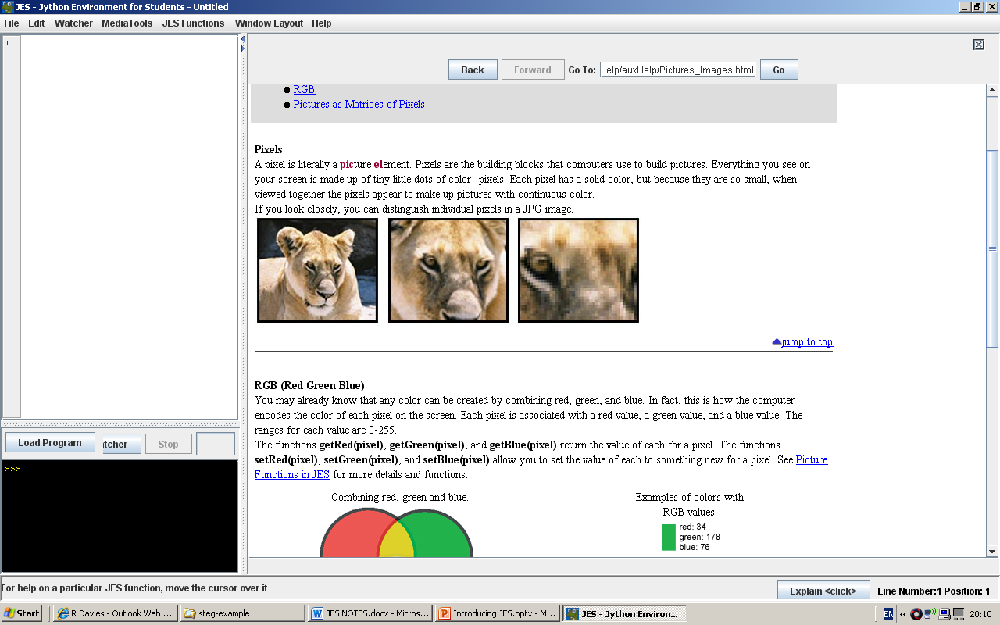 JES - Jython Environment for Students - Untitled
File Edit Watcher MediaTools JES Functions Window Layout Help
1
Back Forward Go To: Help/auxHelp/Pictures_Images.html Go
RGB
Pictures as Matrices of Pixels
Pixels
A pixel is literally a picture element. Pixels are the building blocks that computers use to build pictures. Everything you see on
your screen is made up of tiny little dots of color--pixels. Each pixel has a solid color, but because they are so small, when
viewed together the pixels appear to make up pictures with continuous color.
If you look closely, you can distinguish individual pixels in a JPG image.
jump to top
RGB (Red Green Blue)
You may already know that any color can be created by combining red, green, and blue. In fact, this is how the computer
encodes the color of each pixel on the screen. Each pixel is associated with a red value, a green value, and a blue value. The
ranges for each value are 0-255.
The functions getRed(pixel), getGreen(pixel), and getBlue(pixel) return the value of each for a pixel. The functions
setRed(pixel), setGreen(pixel), and setBlue(pixel) allow you to set the value of each to something new for a pixel. See Picture
Functions in JES for more details and functions.
Combining red, green and blue.
Examples of colors with
RGB values:
red: 34
green: 178
blue: 76
Load Program tcher Stop
>>>
For help on a particular JES function, move the cursor over it
Explain <click> Line Number:1 Position: 1
Start R Davies - Outlook Web ... steg-example JES NOTES.docx - Micros... Introducing JES.pptx - M... JES - Jython Environ... EN « 20:10